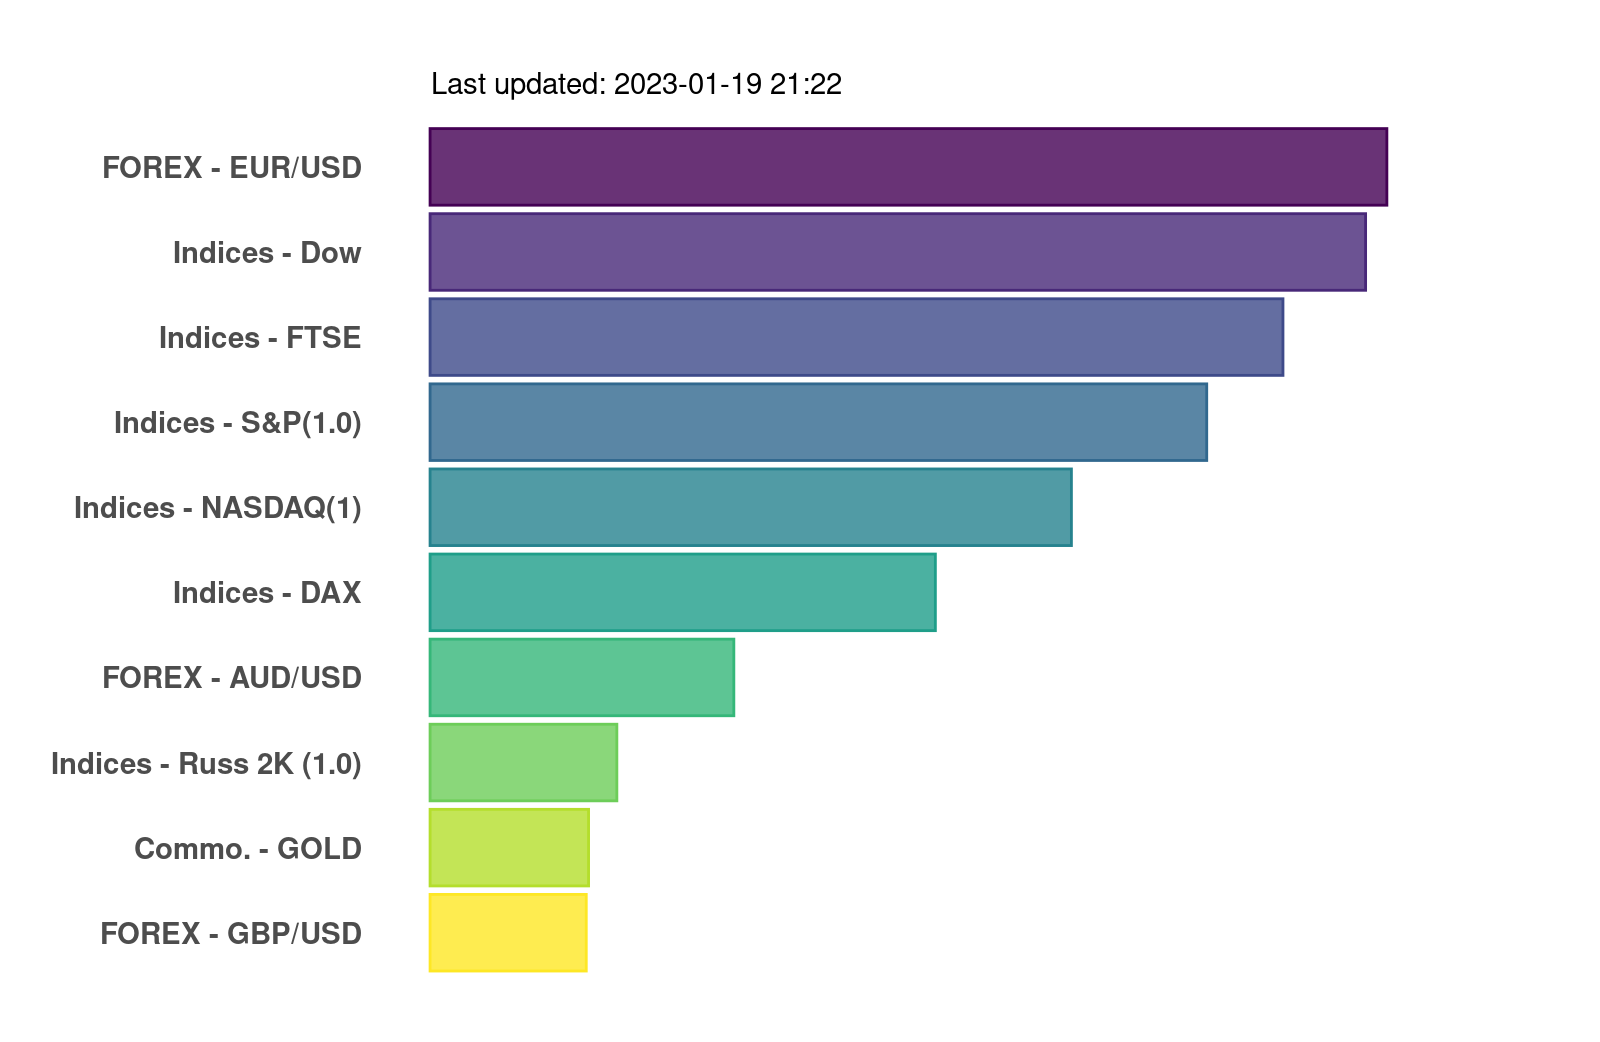 Last updated: 2023-01-19 21:22
FOREX - EUR/USD
Indices - Dow
Indices - FTSE
Indices - S&P(1.0)
Indices - NASDAQ(1)
Indices - DAX
FOREX - AUD/USD
Indices - Russ 2K (1.0)
Commo. - GOLD
FOREX - GBP/USD